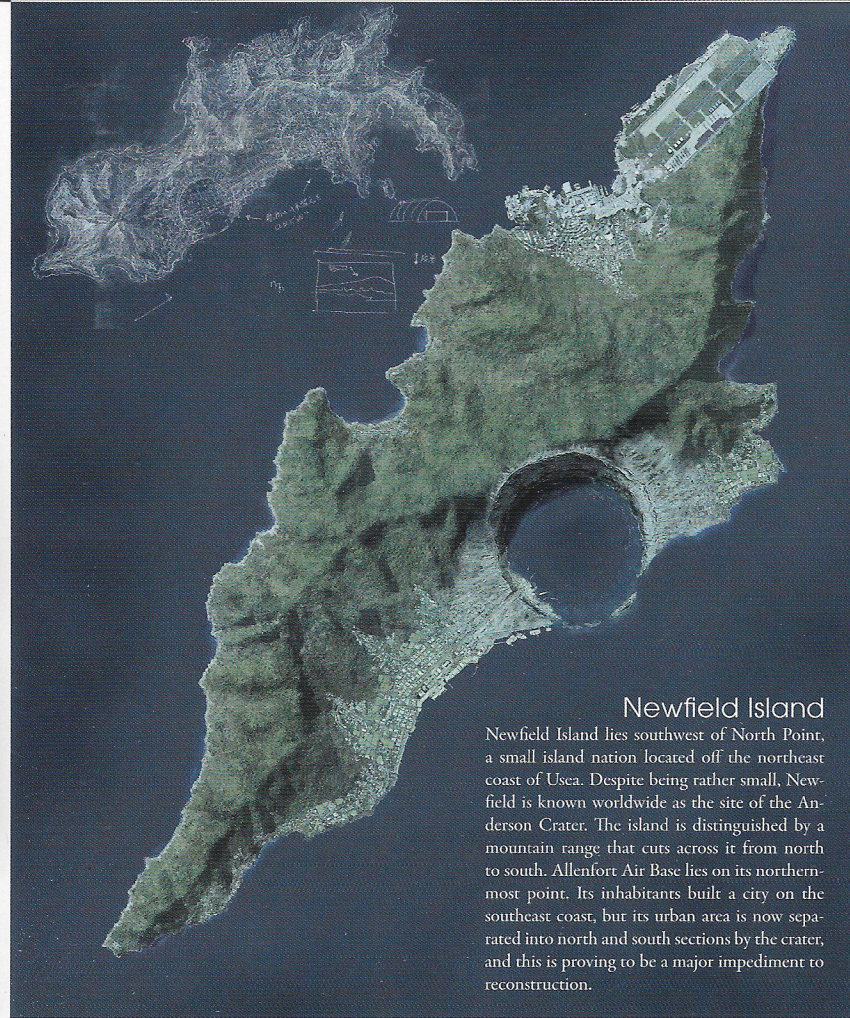 Newfield Island
Newfield Island lies southwest of North Point,
a small island nation located off the northeast
coast of Usea. Despite being rather small, New-
field is known worldwide as the site of the An-
derson Crater. The island is distinguished by a
mountain range that cuts across it from north
to south. Allenfort Air Base lies on its northern-
most point. Its inhabitants built a city on the
southeast coast, but its urban area is now sepa-
rated into north and south sections by the crater,
and this is proving to be a major impediment to
reconstruction.